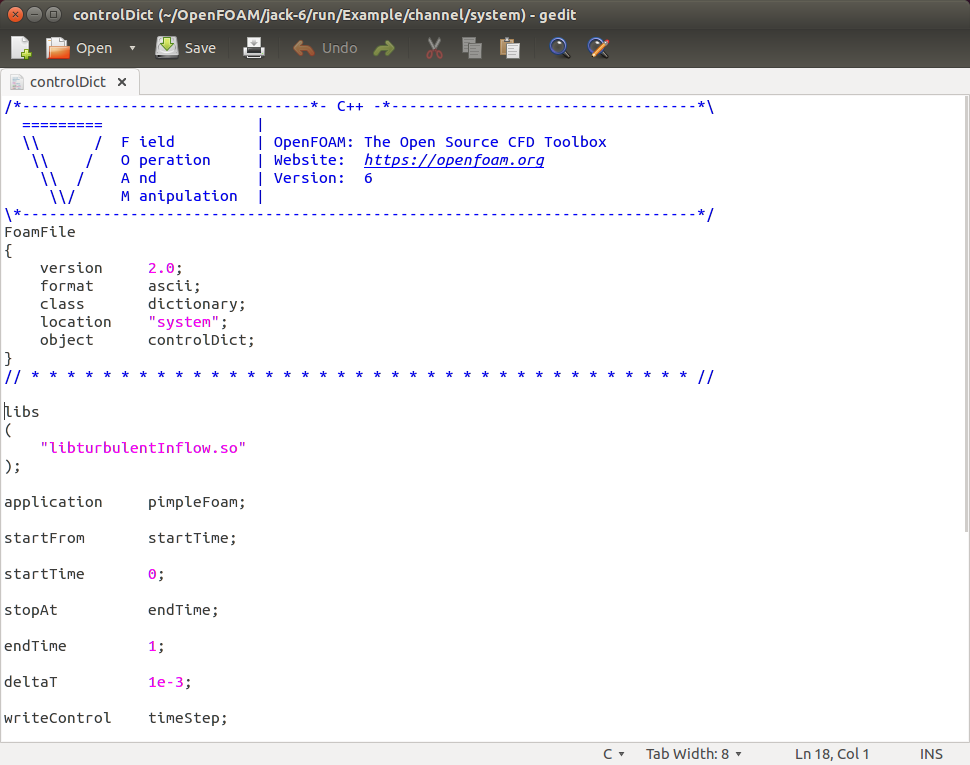 controlDict (~/OpenFOAM/jack-6/run/Example/channel/system) - gedit
Open Save Undo
controlDict
/*--------------------------------*- C++ -*----------------------------------*\
  =========                 |
  \\      /  F ield         | OpenFOAM: The Open Source CFD Toolbox
   \\    /   O peration     | Website:  https://openfoam.org
    \\  /    A nd           | Version:  6
     \\/     M anipulation  |
\*---------------------------------------------------------------------------*/
FoamFile
{
    version     2.0;
    format      ascii;
    class       dictionary;
    location    "system";
    object      controlDict;
}
// * * * * * * * * * * * * * * * * * * * * * * * * * * * * * * * * * * * * * //
libs
(
    "libturbulentInflow.so"
);
application     pimpleFoam;
startFrom       startTime;
startTime       0;
stopAt          endTime;
endTime         1;
deltaT          1e-3;
writeControl    timeStep;
C Tab Width: 8 Ln 18, Col 1 INS